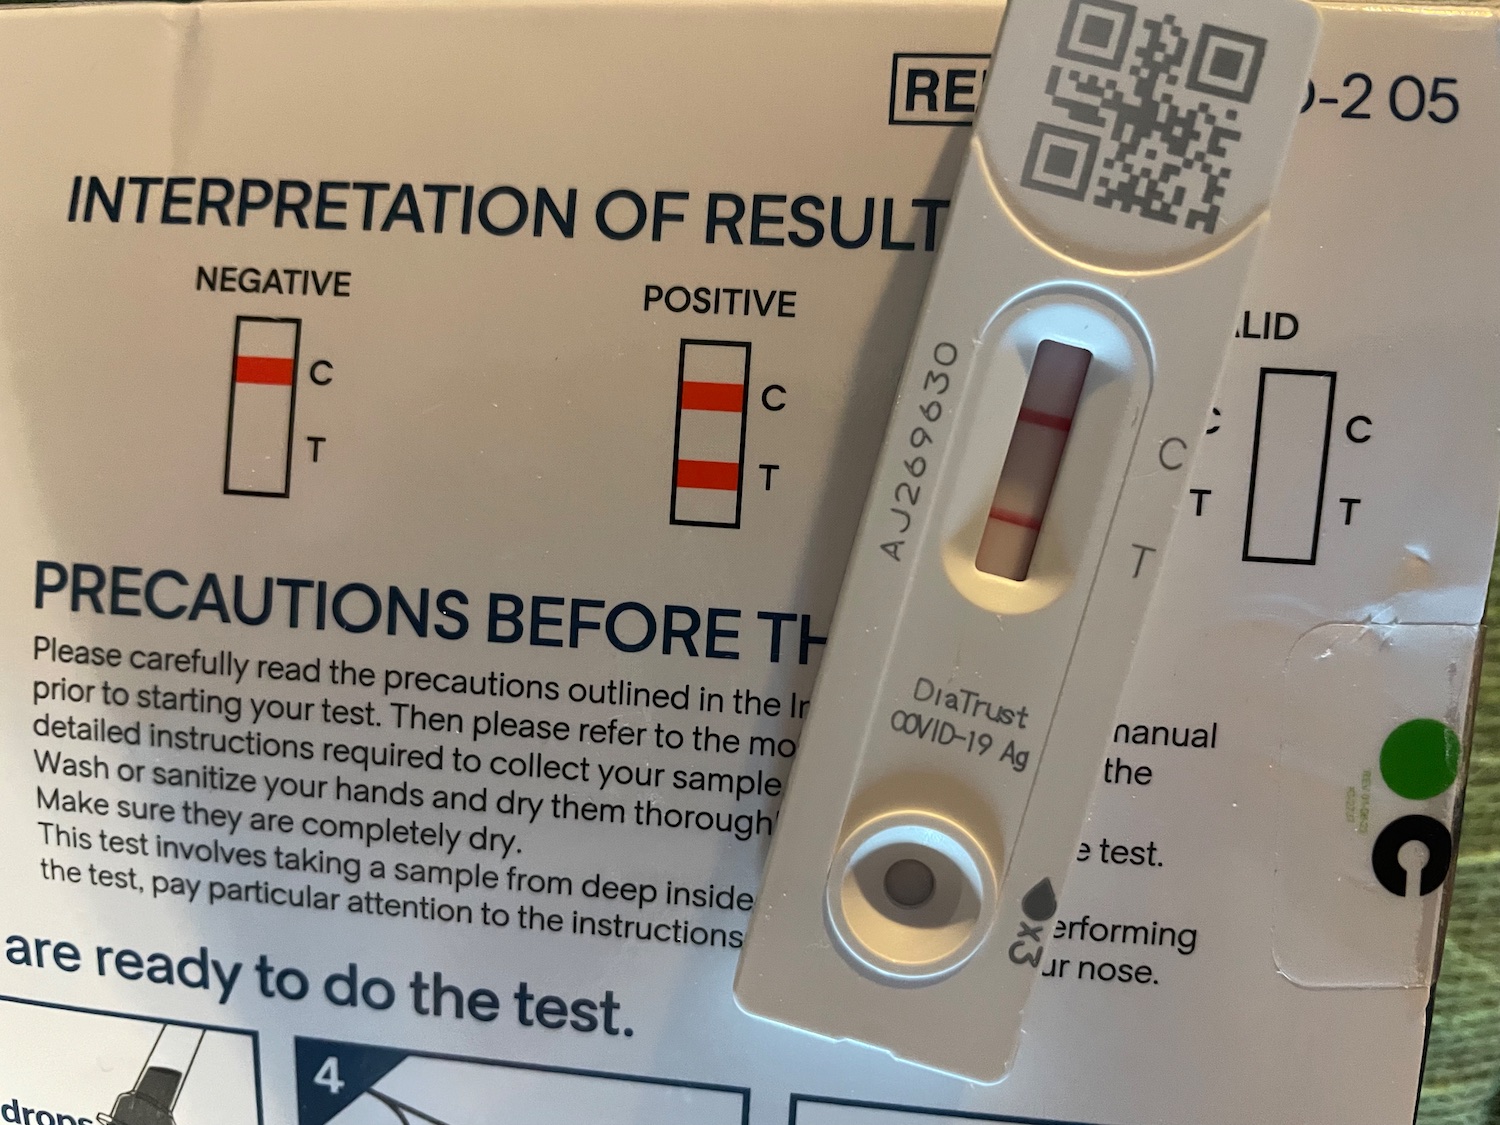 RE
-2 05
INTERPRETATION OF RESULT
NEGATIVE
C
T
POSITIVE
C
T
LID
C
T
C
T
AJ269630
C
T
DiaTrust
COVID-19 Ag
x3
PRECAUTIONS BEFORE TH
Please carefully read the precautions outlined in the
prior to starting your test. Then please refer to the manual
detailed instructions required to collect your sample the
Wash or sanitize your hands and dry them
Make sure they are completely dry.
This test involves taking a sample from deep inside
the test, pay particular attention to the instructions
e test.
erforming
ur nose.
are ready to do the test.
4
drops